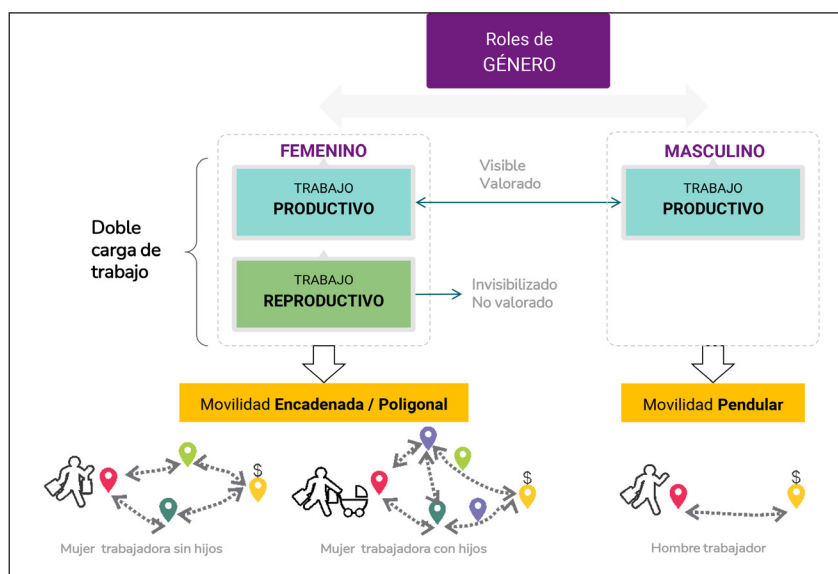 Roles de
GÉNERO
FEMENINO
MASCULINO
TRABAJO
PRODUCTIVO
Visible
Valorado
TRABAJO
PRODUCTIVO
Doble
carga de
trabajo
TRABAJO
REPRODUCTIVO
Invisibilizado
No valorado
Movilidad Encadenada / Poligonal
Movilidad Pendular
$
$
$
Mujer trabajadora sin hijos
Mujer trabajadora con hijos
Hombre trabajador